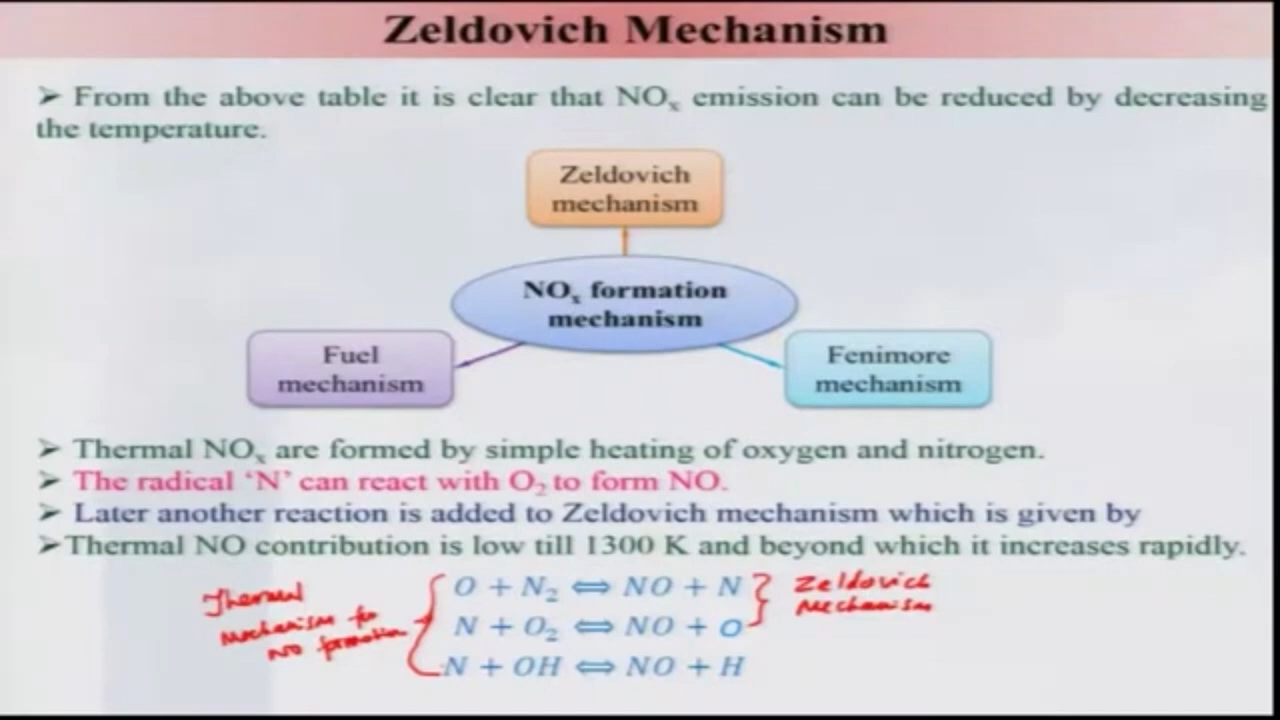 Zeldovich Mechanism
➢ From the above table it is clear that NOₓ emission can be reduced by decreasing
the temperature.
Zeldovich
mechanism
NOₓ formation
mechanism
Fuel
mechanism
Fenimore
mechanism
➢ Thermal NOₓ are formed by simple heating of oxygen and nitrogen.
➢ The radical ‘N’ can react with O₂ to form NO.
➢ Later another reaction is added to Zeldovich mechanism which is given by
➢Thermal NO contribution is low till 1300 K and beyond which it increases rapidly.
Thermal
Mechanism for
NO formation
O + N₂ ⟺ NO + N
N + O₂ ⟺ NO + O
N + OH ⟺ NO + H
Zeldovich
Mechanism